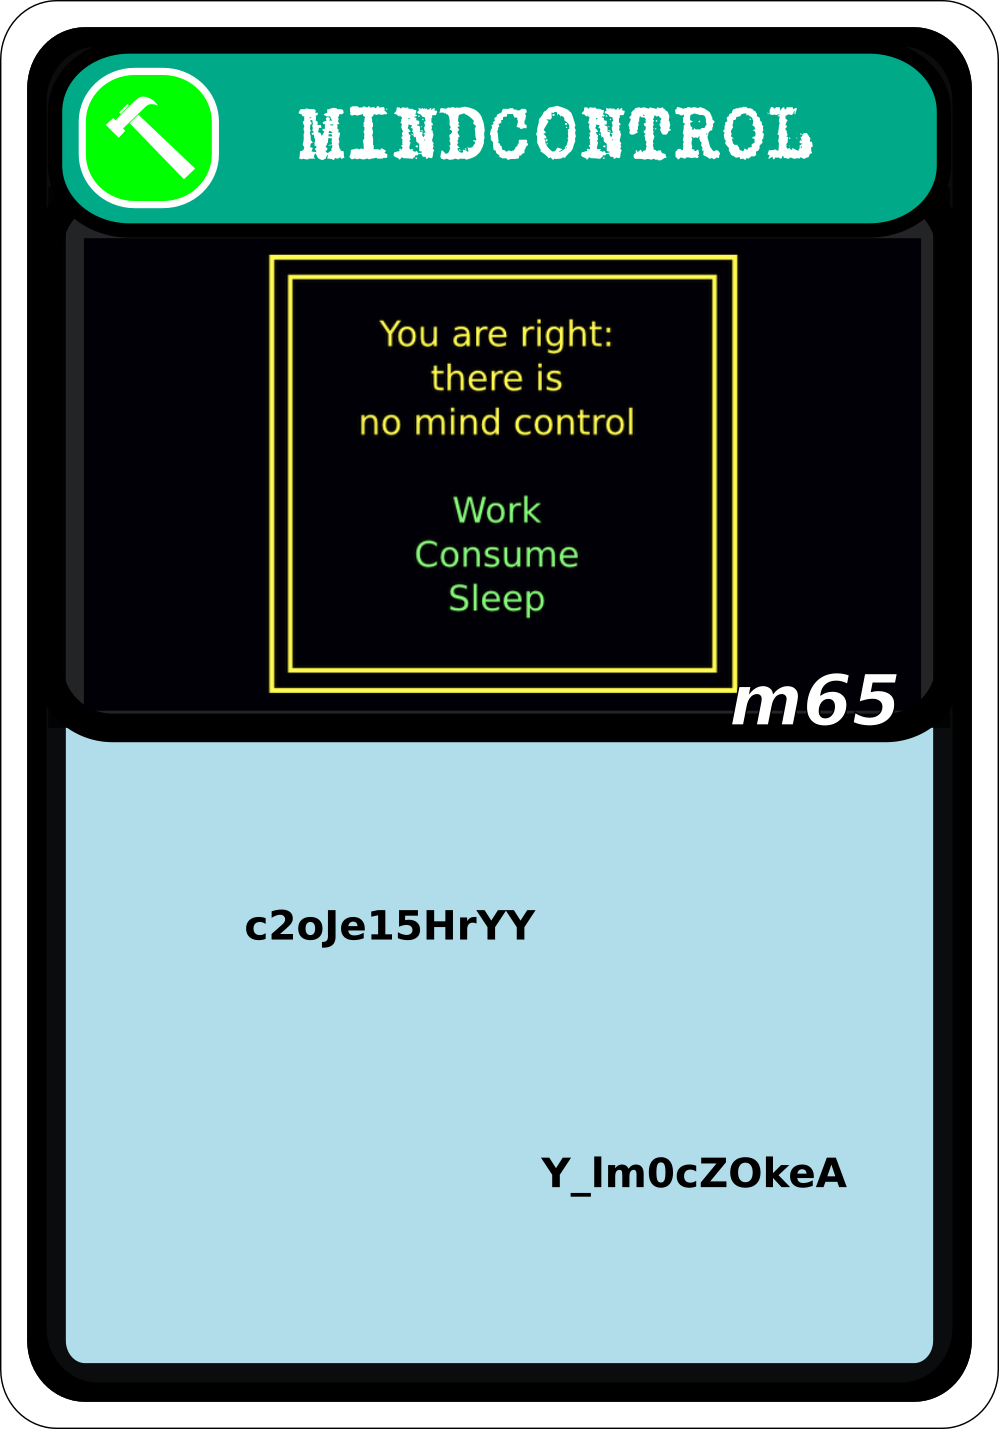 MINDCONTROL
You are right:
there is
no mind control
Work
Consume
Sleep
m65
c2oJe15HrYY
Y_lm0cZOkeA